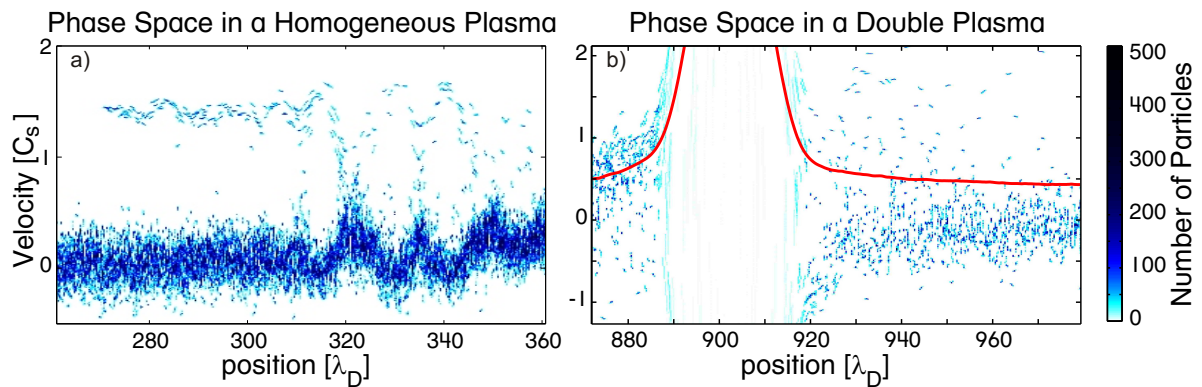 Phase Space in a Homogeneous Plasma
Phase Space in a Double Plasma
a)
b)
2
1
0
Velocity [C_s]
280
300
320
340
360
position [λ_D]
2
1
0
-1
880
900
920
940
960
position [λ_D]
500
400
300
200
100
0
Number of Particles